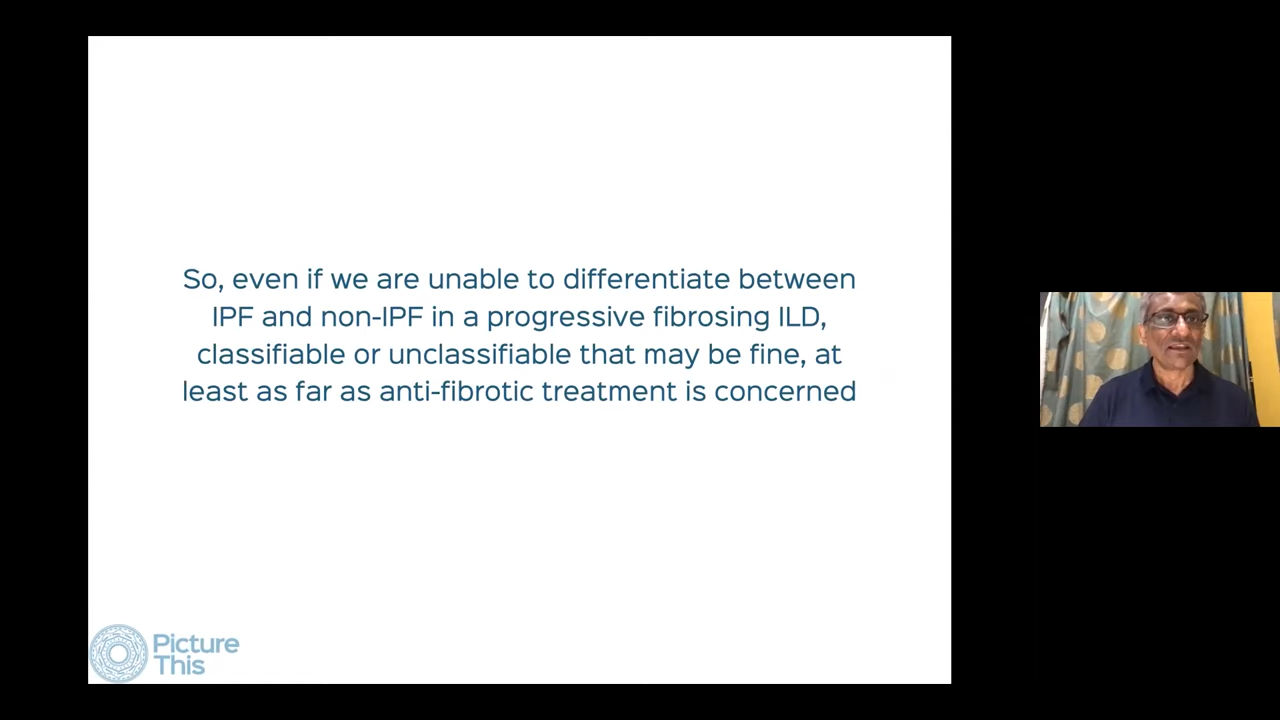 So, even if we are unable to differentiate between
IPF and non-IPF in a progressive fibrosing ILD,
classifiable or unclassifiable that may be fine, at
least as far as anti-fibrotic treatment is concerned
Picture
This